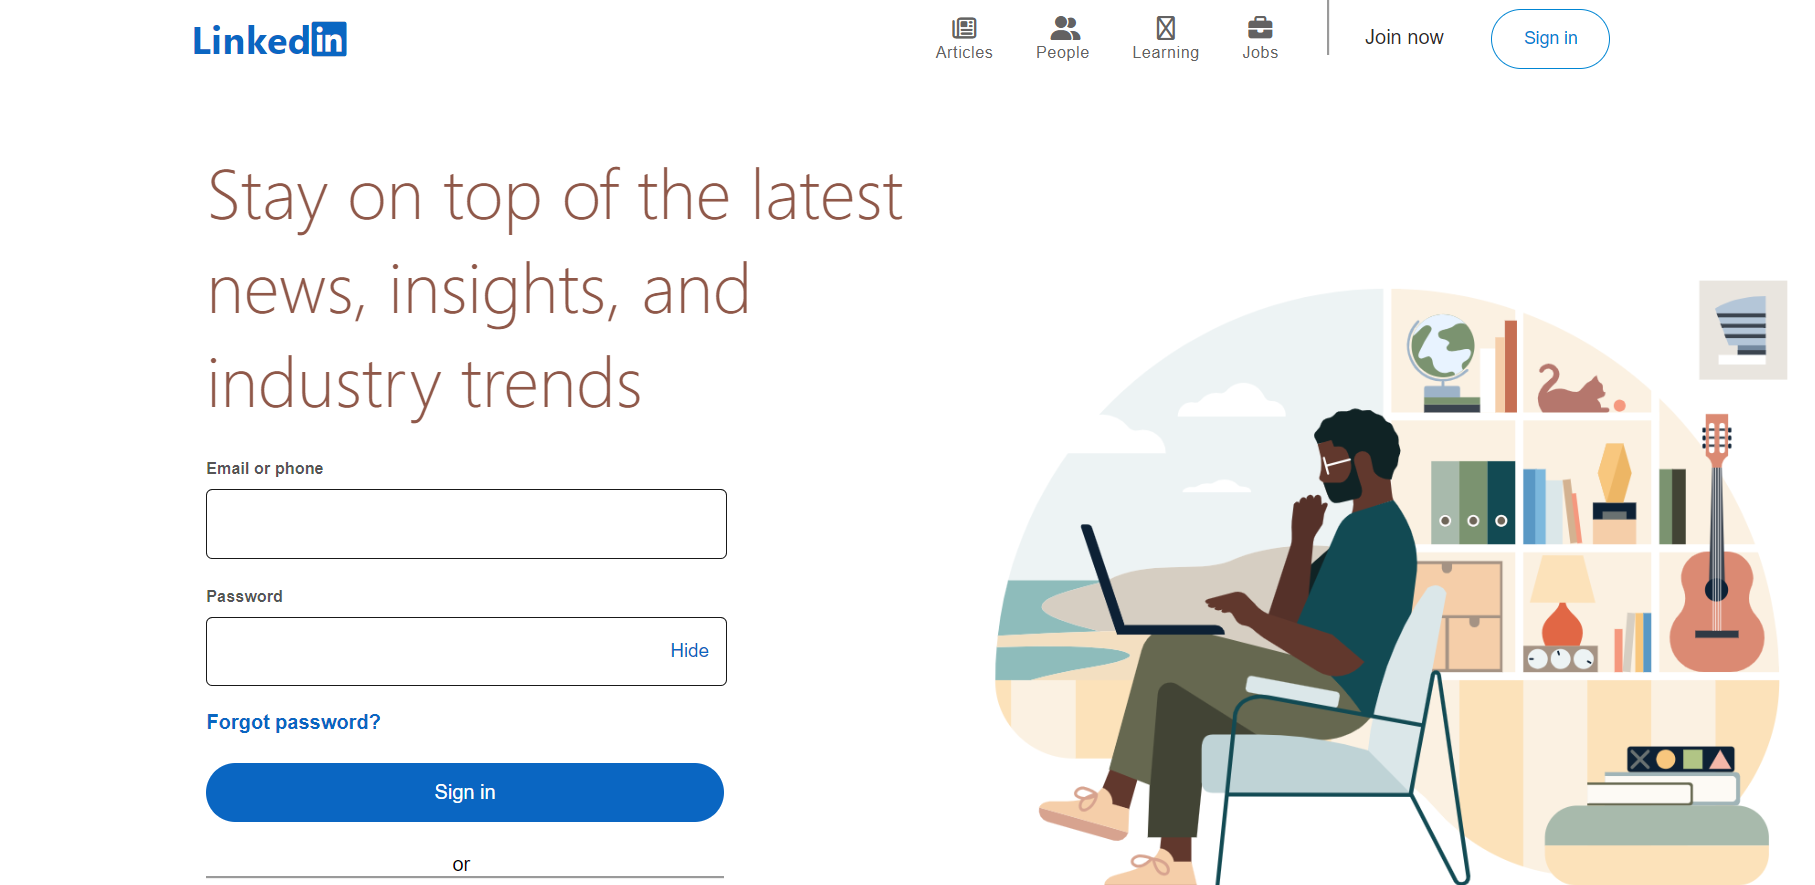 Linkedin
Articles
People
Learning
Jobs
Join now
Sign in
Stay on top of the latest
news, insights, and
industry trends
Email or phone
Password
Hide
Forgot password?
Sign in
or